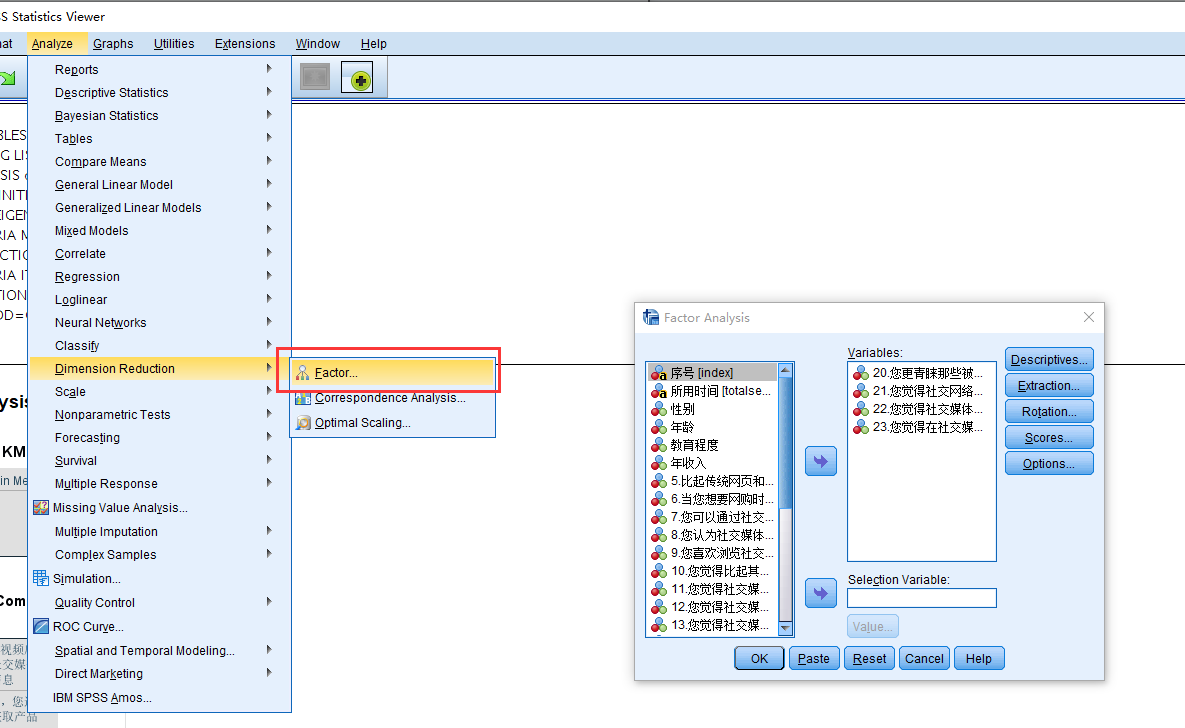 SS Statistics Viewer
nat Analyze Graphs Utilities Extensions Window Help
Reports
Descriptive Statistics
Bayesian Statistics
Tables
Compare Means
General Linear Model
Generalized Linear Models
Mixed Models
Correlate
Regression
Loglinear
Neural Networks
Classify
Dimension Reduction
Scale
Nonparametric Tests
Forecasting
Survival
Multiple Response
Missing Value Analysis...
Multiple Imputation
Complex Samples
Simulation...
Quality Control
ROC Curve...
Spatial and Temporal Modeling...
Direct Marketing
IBM SPSS Amos...
Factor...
Correspondence Analysis...
Optimal Scaling...
BLES
G LIS
SIS
INITI
EIGEN
RIA M
CTIO
RIA IT
TION
OD=
ysis
KM
in Me
Com
视频
交媒
息
，您
获取产品
Factor Analysis
序号 [index]
所用时间 [totalse...
性别
年龄
教育程度
年收入
5.比起传统网页和...
6.当您想要网购时...
7.您可以通过社交...
8.您认为社交媒体...
9.您喜欢浏览社交...
10.您觉得比起其...
11.您觉得社交媒...
12.您觉得社交媒...
13.您觉得社交媒...
Variables:
20.您更青睐那些被...
21.您觉得社交网络...
22.您觉得社交媒体...
23.您觉得在社交媒...
Selection Variable:
Value...
Descriptives...
Extraction...
Rotation...
Scores...
Options...
OK Paste Reset Cancel Help